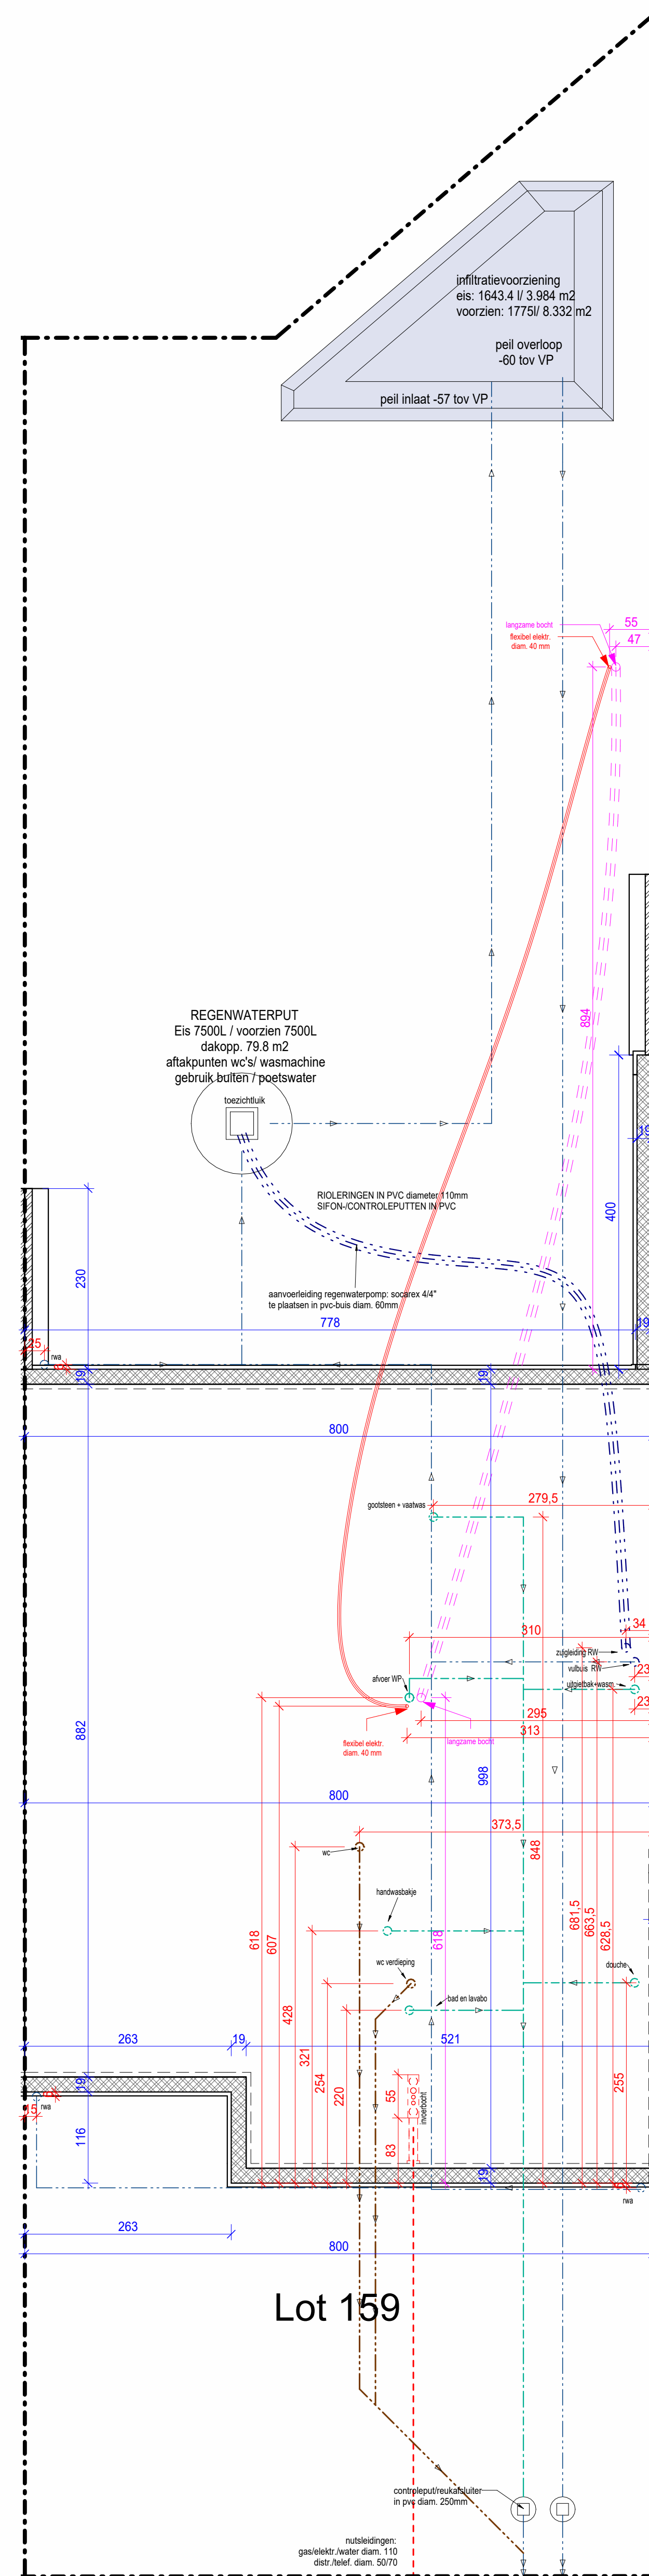 infiltratievoorziening
eis: 1643.4 l/ 3.984 m2
voorzien: 1775l/ 8.332 m2
peil overloop
-60 tov VP
peil inlaat -57 tov VP
langzame bocht
55
flexibel elektr.
diam. 40 mm
47
894
REGENWATERPUT
Eis 7500L / voorzien 7500L
dakopp. 79.8 m2
aftakpunten wc's/ wasmachine
gebruik buiten / poetswater
toezichtluik
19
RIOLERINGEN IN PVC diameter 110mm
SIFON-/CONTROLEPUTTEN IN PVC
400
230
aanvoerleiding regenwaterpomp: socarex 4/4"
te plaatsen in pvc-buis diam. 60mm
778
19
25
rwa
19
19
800
279,5
gootsteen + vaatwas
310
34
zuigleiding RW
vulbuis RW
23
afvoer WP
uitgietbak+wasm.
23
295
313
flexibel elektr.
diam. 40 mm
langzame bocht
882
998
800
373,5
wc
848
handwasbakje
681,5
663,5
628,5
618
607
618
wc verdieping
douche
bad en lavabo
428
321
254
220
263
19
521
255
19
55
invoerbocht
15
rwa
116
83
19
rwa
263
800
Lot 159
controleput/reukafsluiter
in pvc diam. 250mm
nutsleidingen:
gas/elektr./water diam. 110
distr./telef. diam. 50/70